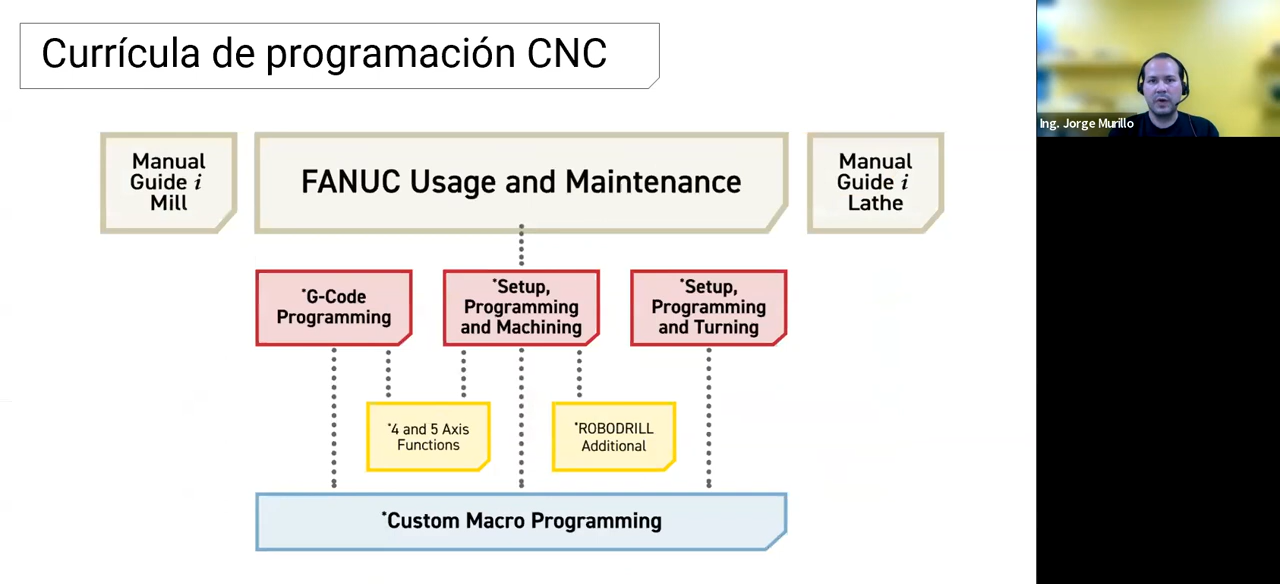 Currícula de programación CNC
Ing. Jorge Murillo
Manual
Guide i
Mill
FANUC Usage and Maintenance
Manual
Guide i
Lathe
*G-Code
Programming
*Setup,
Programming
and Machining
*Setup,
Programming
and Turning
*4 and 5 Axis
Functions
*ROBODRILL
Additional
*Custom Macro Programming